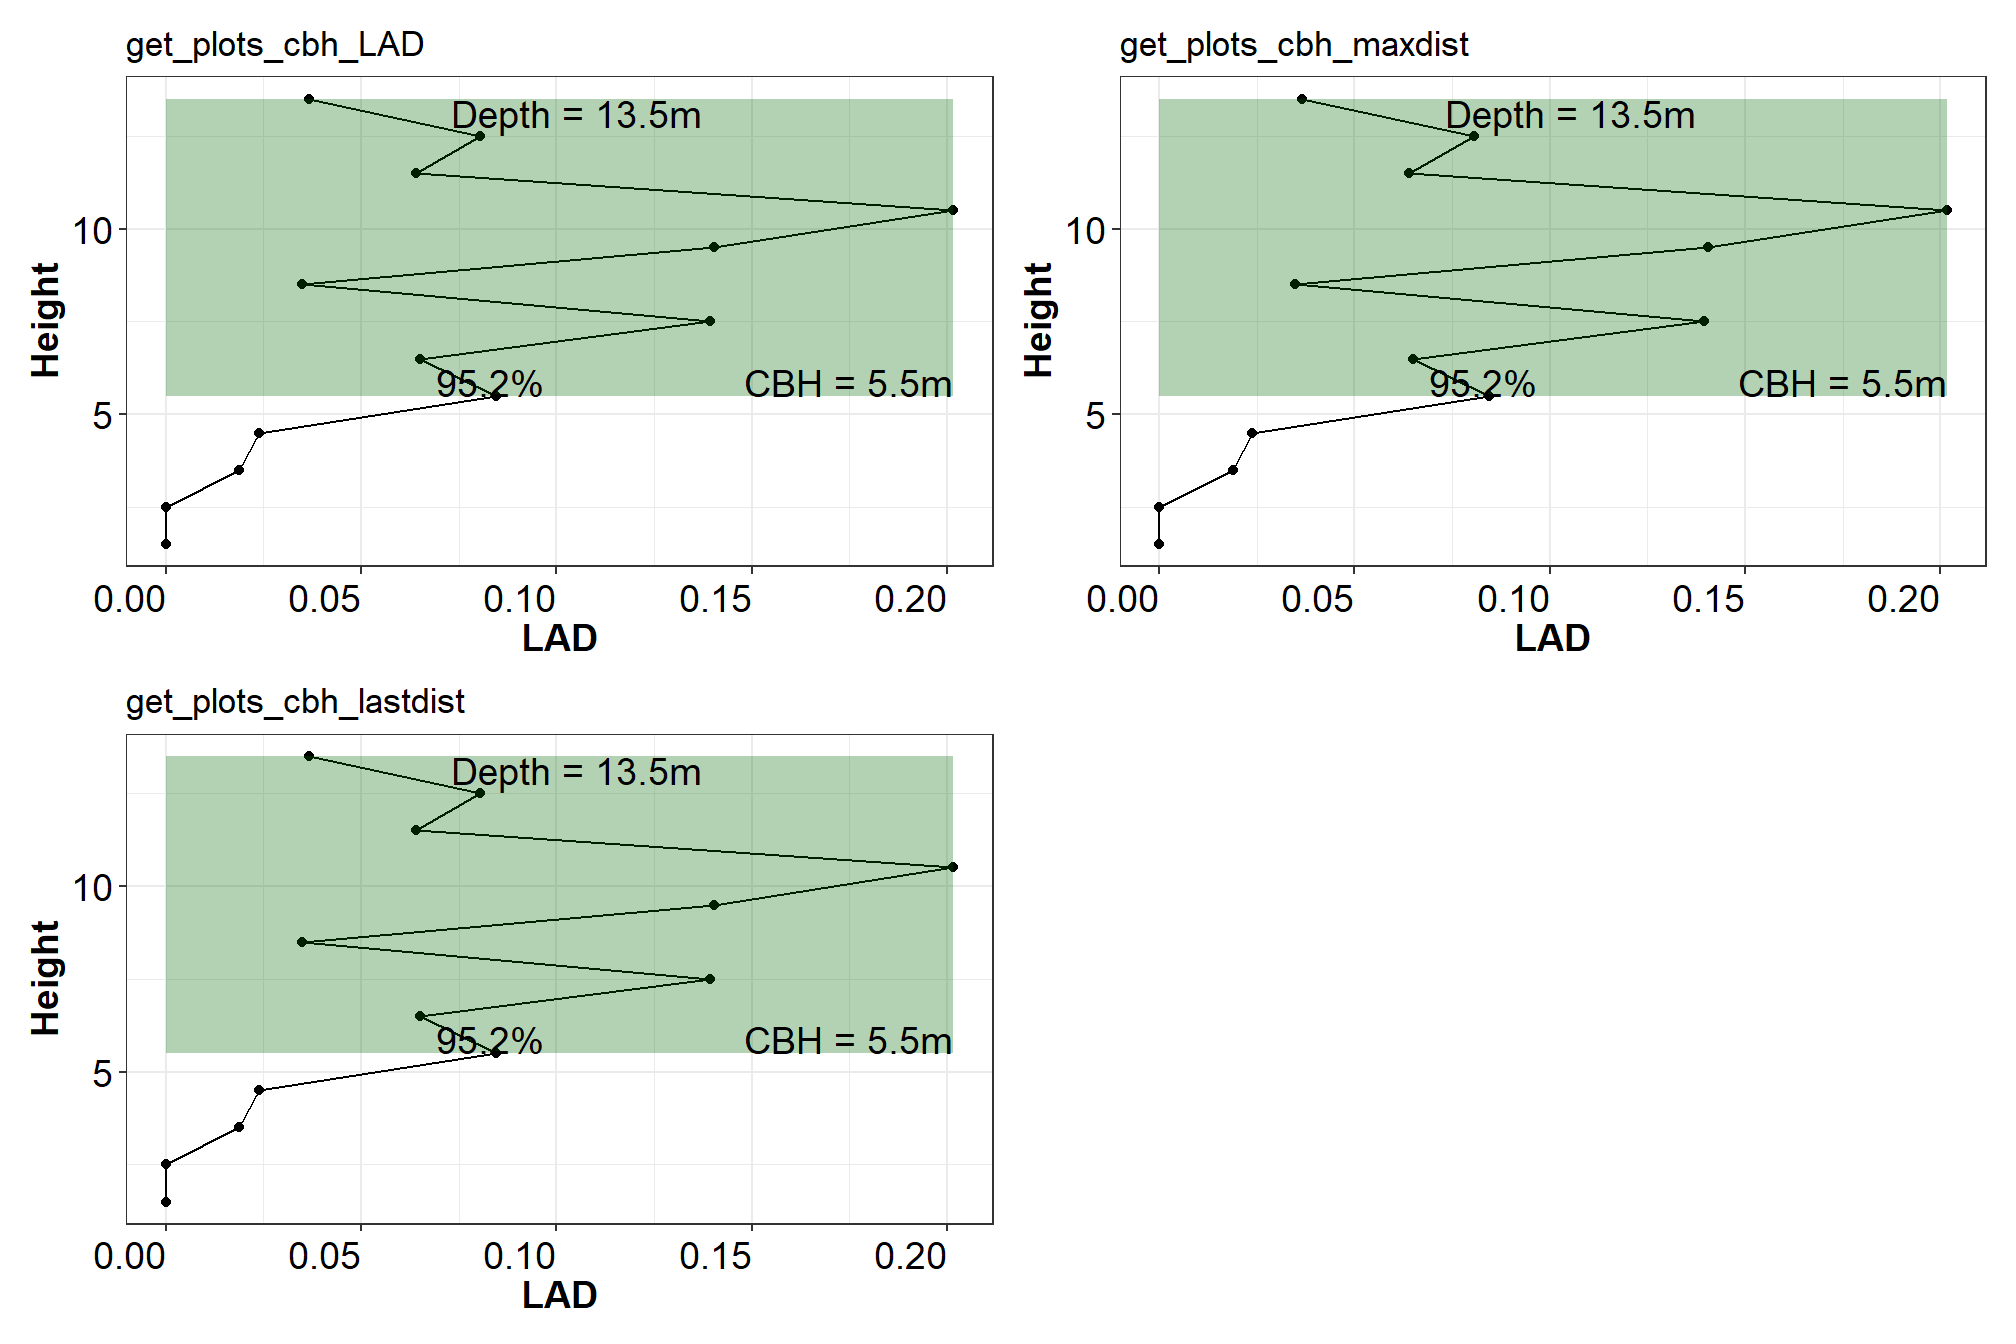 get_plots_cbh_LAD
Depth = 13.5m
10
95.2% CBH = 5.5m
5
Height
0.00 0.05 0.10 0.15 0.20
LAD
get_plots_cbh_maxdist
Depth = 13.5m
10
95.2% CBH = 5.5m
5
Height
0.00 0.05 0.10 0.15 0.20
LAD
get_plots_cbh_lastdist
Depth = 13.5m
10
95.2% CBH = 5.5m
5
Height
0.00 0.05 0.10 0.15 0.20
LAD